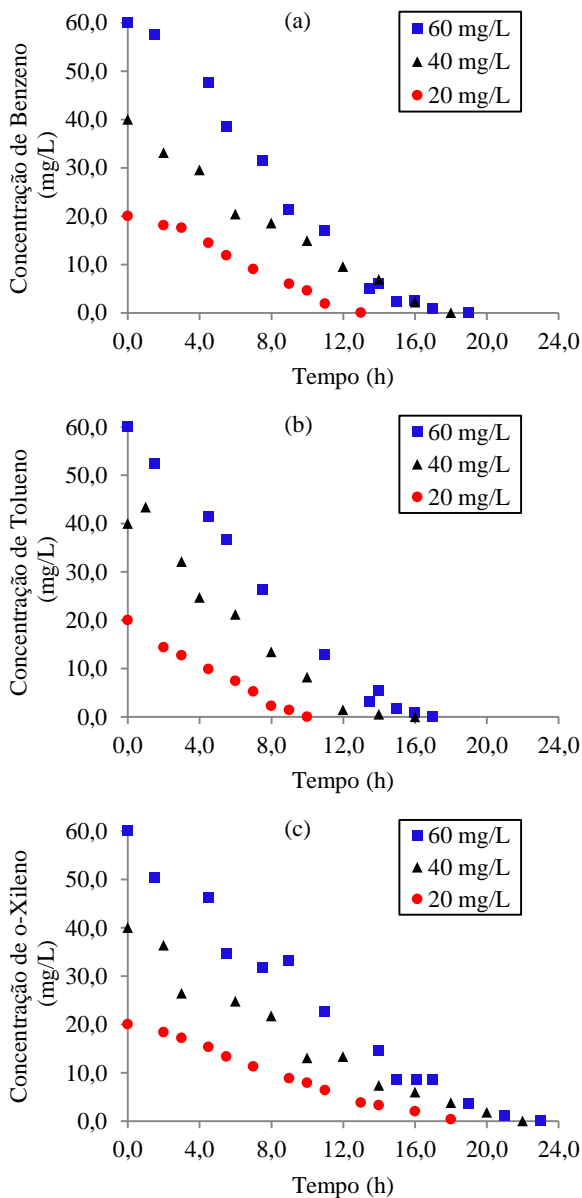 (a)
60 mg/L
40 mg/L
20 mg/L
Concentração de Benzeno
(mg/L)
60,0
50,0
40,0
30,0
20,0
10,0
0,0
0,0 4,0 8,0 12,0 16,0 20,0 24,0
Tempo (h)
(b)
60 mg/L
40 mg/L
20 mg/L
Concentração de Tolueno
(mg/L)
60,0
50,0
40,0
30,0
20,0
10,0
0,0
0,0 4,0 8,0 12,0 16,0 20,0 24,0
Tempo (h)
(c)
60 mg/L
40 mg/L
20 mg/L
Concentração de o-Xileno
(mg/L)
60,0
50,0
40,0
30,0
20,0
10,0
0,0
0,0 4,0 8,0 12,0 16,0 20,0 24,0
Tempo (h)